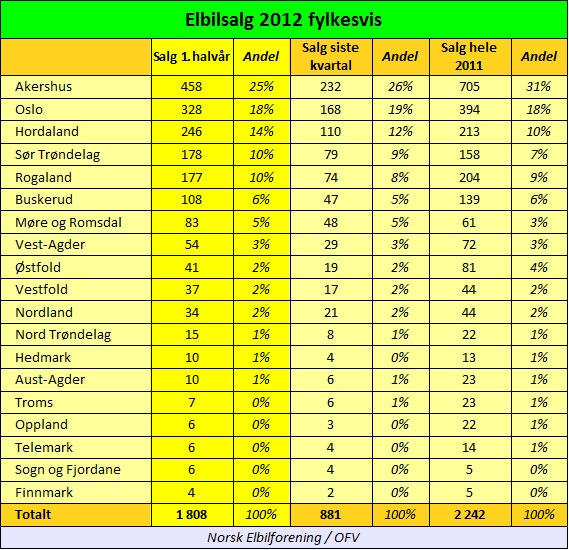 Elbilsalg 2012 fylkesvis
Salg 1. halvår Andel Salg siste kvartal Andel Salg hele 2011 Andel
Akershus 458 25% 232 26% 705 31%
Oslo 328 18% 168 19% 394 18%
Hordaland 246 14% 110 12% 213 10%
Sør Trøndelag 178 10% 79 9% 158 7%
Rogaland 177 10% 74 8% 204 9%
Buskerud 108 6% 47 5% 139 6%
Møre og Romsdal 83 5% 48 5% 61 3%
Vest-Agder 54 3% 29 3% 72 3%
Østfold 41 2% 19 2% 81 4%
Vestfold 37 2% 17 2% 44 2%
Nordland 34 2% 21 2% 44 2%
Nord Trøndelag 15 1% 8 1% 22 1%
Hedmark 10 1% 4 0% 13 1%
Aust-Agder 10 1% 6 1% 23 1%
Troms 7 0% 6 1% 23 1%
Oppland 6 0% 3 0% 22 1%
Telemark 6 0% 4 0% 14 1%
Sogn og Fjordane 6 0% 4 0% 5 0%
Finnmark 4 0% 2 0% 5 0%
Totalt 1 808 100% 881 100% 2 242 100%
Norsk Elbilforening / OFV